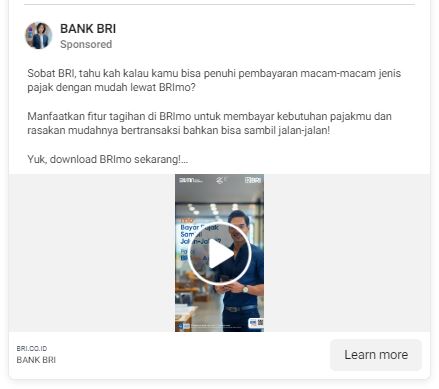 BANK BRI
Sponsored
Sobat BRI, tahu kah kalau kamu bisa penuhi pembayaran macam-macam jenis
pajak dengan mudah lewat BRImo?
Manfaatkan fitur tagihan di BRImo untuk membayar kebutuhan pajakmu dan
rasakan mudahnya bertransaksi bahkan bisa sambil jalan-jalan!
Yuk, download BRImo sekarang!...
BRI
Bayar Pajak
Sambil
Jalan-Jalan?
BRI.CO.ID
BANK BRI
Learn more